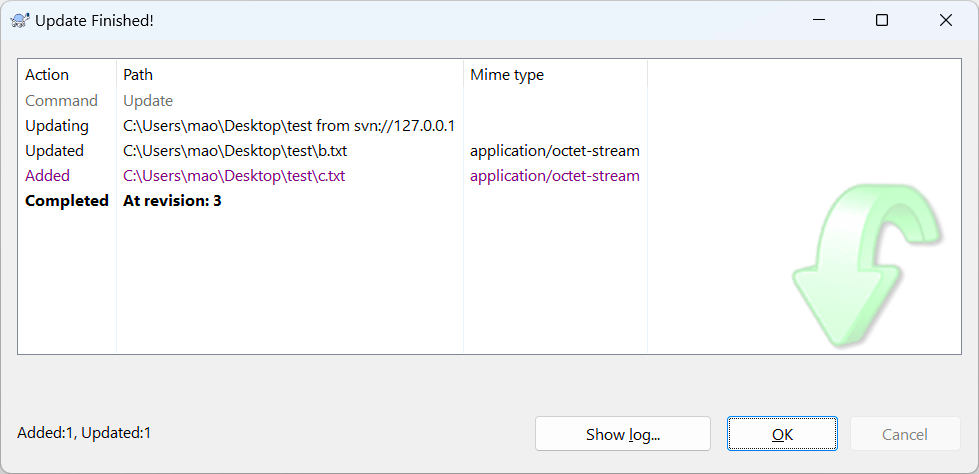 Update Finished!
Action Path Mime type
Command Update
Updating C:\Users\mao\Desktop\test from svn://127.0.0.1
Updated C:\Users\mao\Desktop\test\b.txt application/octet-stream
Added C:\Users\mao\Desktop\test\c.txt application/octet-stream
Completed At revision: 3
Added:1, Updated:1 Show log... OK Cancel